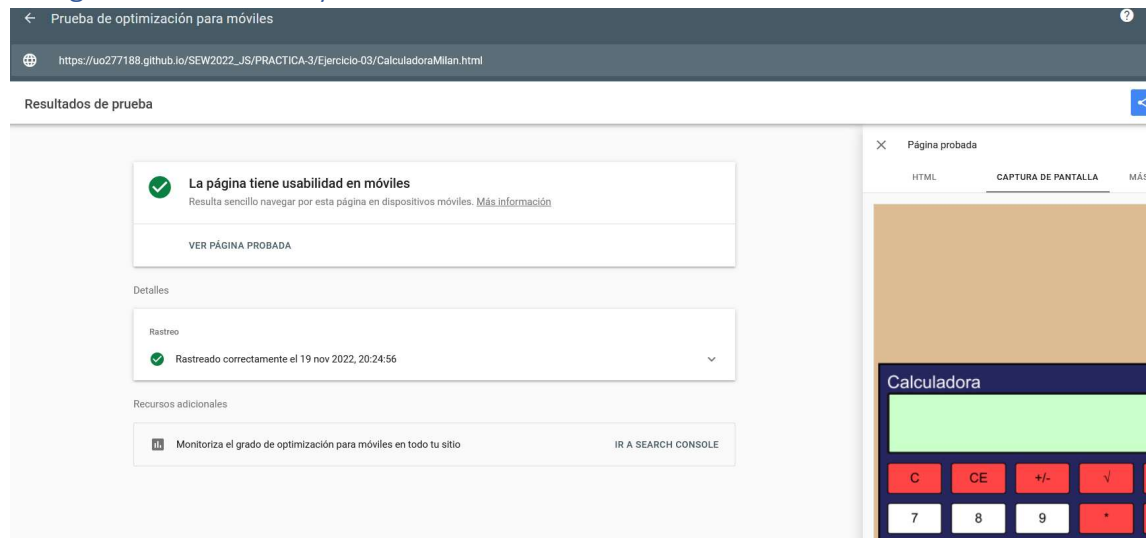 Prueba de optimización para móviles
https://uo277188.github.io/SEW2022_JS/PRACTICA-3/Ejercicio-03/CalculadoraMilan.html
Resultados de prueba
La página tiene usabilidad en móviles
Resulta sencillo navegar por esta página en dispositivos móviles. Más información
VER PÁGINA PROBADA
Detalles
Rastreo
Rastreado correctamente el 19 nov 2022, 20:24:56
Recursos adicionales
Monitoriza el grado de optimización para móviles en todo tu sitio IR A SEARCH CONSOLE
Página probada
HTML CAPTURA DE PANTALLA MÁS
Calculadora
C CE +/- √
7 8 9 *